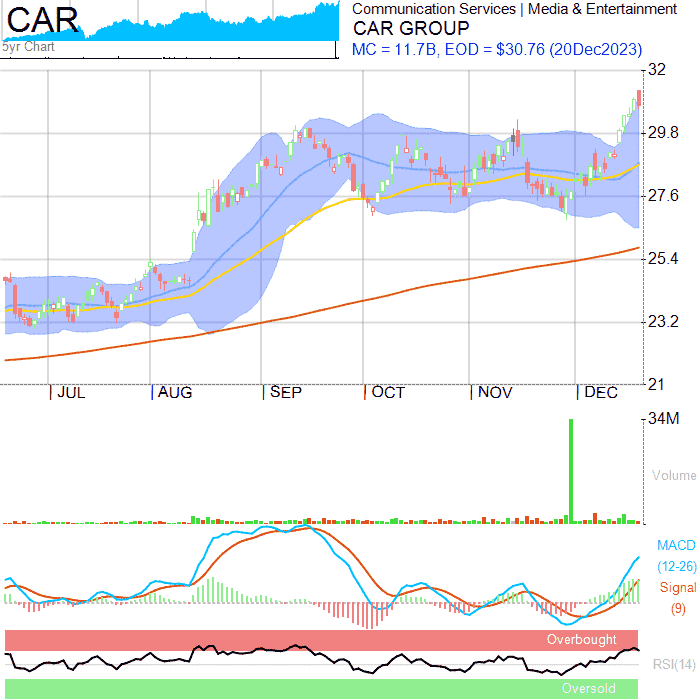 CAR
5yr Chart
Communication Services | Media & Entertainment
CAR GROUP
MC = 11.7B, EOD = $30.76 (20Dec2023)
32
29.8
27.6
25.4
23.2
21
JUL AUG SEP OCT NOV DEC
34M
Volume
MACD
(12-26)
Signal
(9)
Overbought
RSI(14)
Oversold